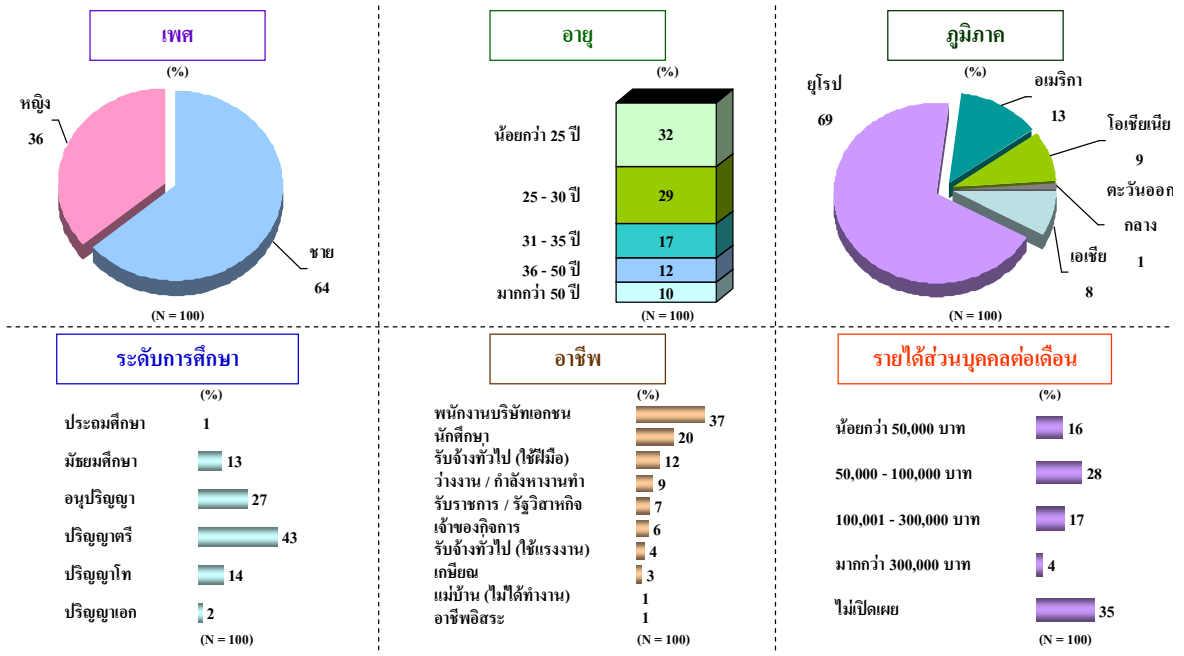 เพศ
(%)
หญิง
36
ชาย
64
(N = 100)
อายุ
(%)
น้อยกว่า 25 ปี 32
25 - 30 ปี 29
31 - 35 ปี 17
36 - 50 ปี 12
มากกว่า 50 ปี 10
(N = 100)
ภูมิภาค
(%)
ยุโรป
69
อเมริกา
13
โอเชียเนีย
9
ตะวันออก
กลาง
1
เอเชีย
8
(N = 100)
ระดับการศึกษา
(%)
ประถมศึกษา 1
มัธยมศึกษา 13
อนุปริญญา 27
ปริญญาตรี 43
ปริญญาโท 14
ปริญญาเอก 2
(N = 100)
อาชีพ
(%)
พนักงานบริษัทเอกชน 37
นักศึกษา 20
รับจ้างทั่วไป (ใช้ฝีมือ) 12
ว่างงาน / กำลังหางานทำ 9
รับราชการ / รัฐวิสาหกิจ 7
เจ้าของกิจการ 6
รับจ้างทั่วไป (ใช้แรงงาน) 4
เกษียณ 3
แม่บ้าน (ไม่ได้ทำงาน) 1
อาชีพอิสระ 1
(N = 100)
รายได้ส่วนบุคคลต่อเดือน
(%)
น้อยกว่า 50,000 บาท 16
50,000 - 100,000 บาท 28
100,001 - 300,000 บาท 17
มากกว่า 300,000 บาท 4
ไม่เปิดเผย 35
(N = 100)